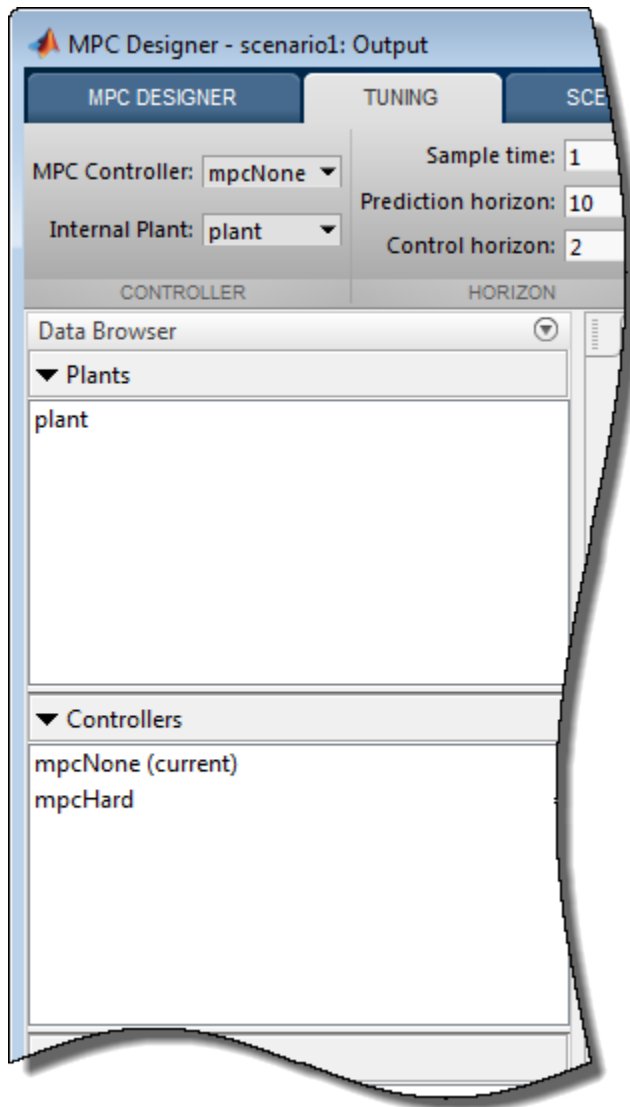 MPC Designer - scenario1: Output
MPC DESIGNER TUNING
MPC Controller: mpcNone Sample time: 1
Internal Plant: plant Prediction horizon: 10
Control horizon: 2
CONTROLLER HORIZON
Data Browser
Plants
plant
Controllers
mpcNone (current)
mpcHard